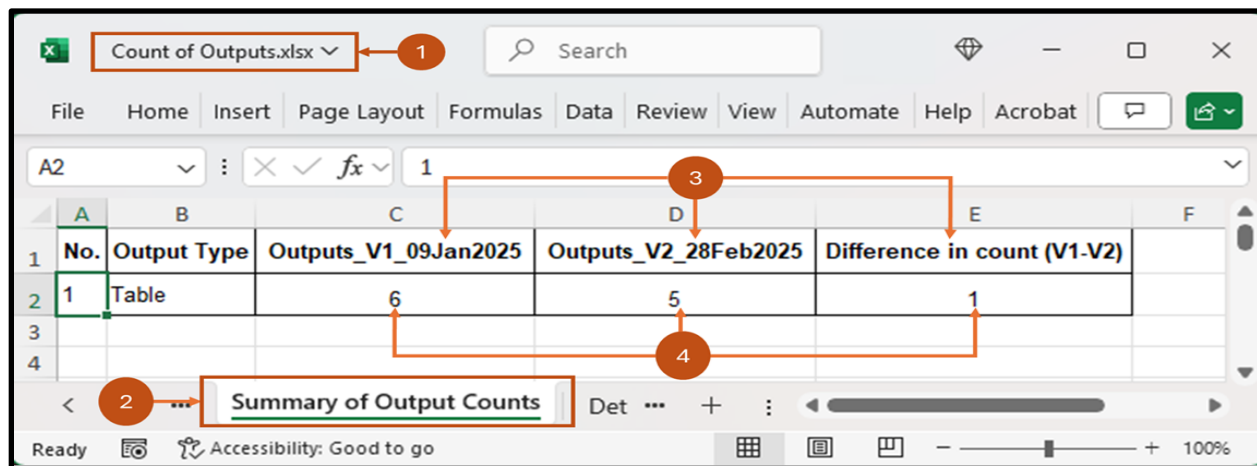 Count of Outputs.xlsx
1
Search
File Home Insert Page Layout Formulas Data Review View Automate Help Acrobat
A2 fx 1
3
A B C D E F
1 No. Output Type Outputs_V1_09Jan2025 Outputs_V2_28Feb2025 Difference in count (V1-V2)
2 1 Table 6 5 1
3
4
4
2 ... Summary of Output Counts Det ... +
Ready Accessibility: Good to go - + 100%